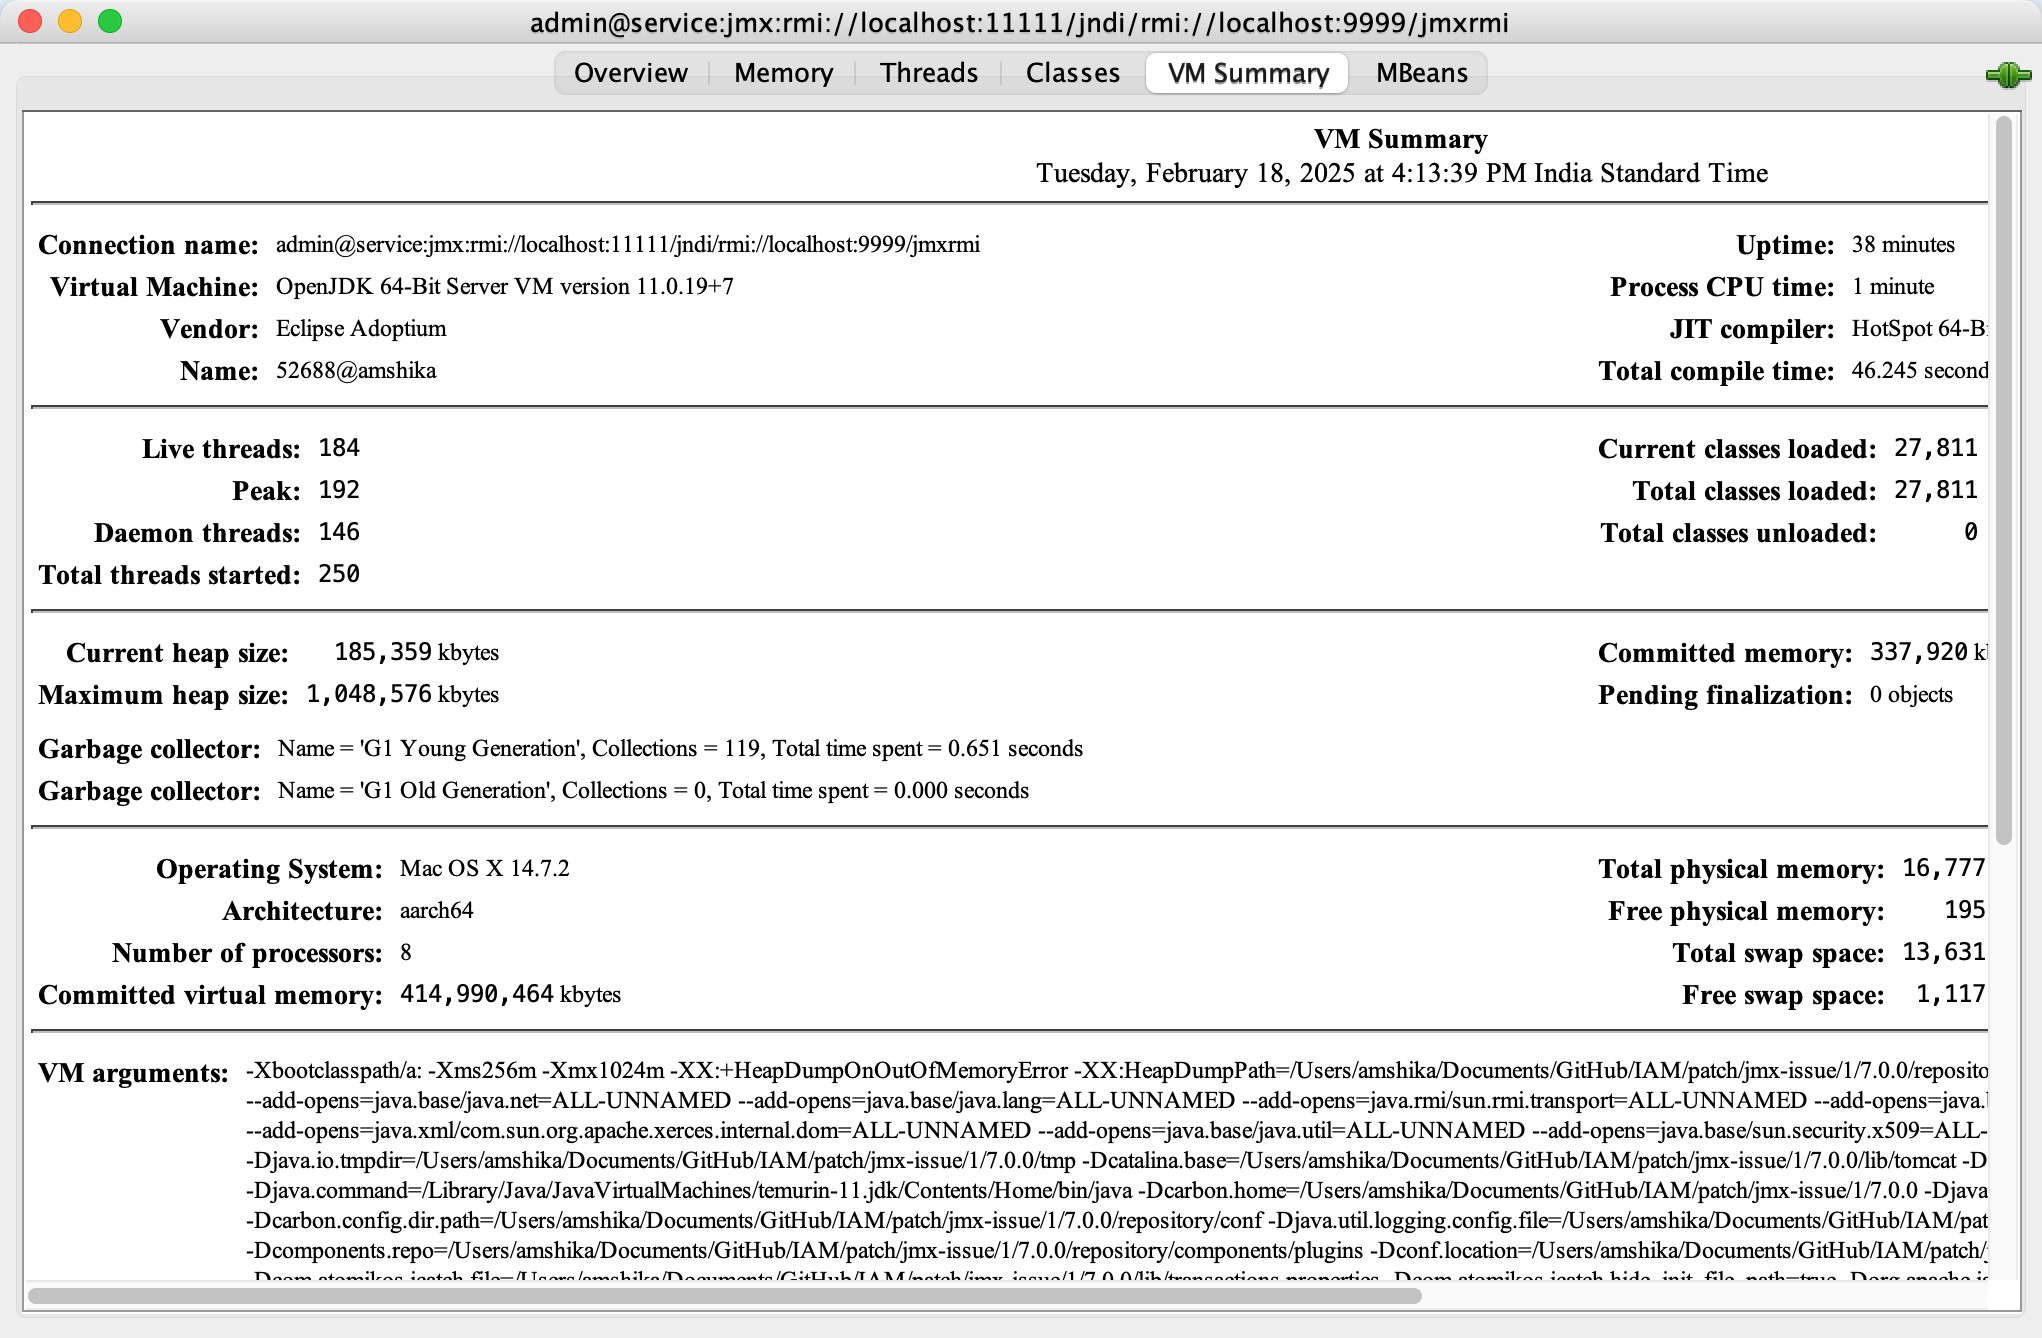 admin@service:jmx:rmi://localhost:11111/jndi/rmi://localhost:9999/jmxrmi
Overview Memory Threads Classes VM Summary MBeans
VM Summary
Tuesday, February 18, 2025 at 4:13:39 PM India Standard Time
Connection name: admin@service:jmx:rmi://localhost:11111/jndi/rmi://localhost:9999/jmxrmi Uptime: 38 minutes
Virtual Machine: OpenJDK 64-Bit Server VM version 11.0.19+7 Process CPU time: 1 minute
Vendor: Eclipse Adoptium JIT compiler: HotSpot 64-B
Name: 52688@amshika Total compile time: 46.245 second
Live threads: 184 Current classes loaded: 27,811
Peak: 192 Total classes loaded: 27,811
Daemon threads: 146 Total classes unloaded: 0
Total threads started: 250
Current heap size: 185,359 kbytes Committed memory: 337,920 k
Maximum heap size: 1,048,576 kbytes Pending finalization: 0 objects
Garbage collector: Name = 'G1 Young Generation', Collections = 119, Total time spent = 0.651 seconds
Garbage collector: Name = 'G1 Old Generation', Collections = 0, Total time spent = 0.000 seconds
Operating System: Mac OS X 14.7.2 Total physical memory: 16,777
Architecture: aarch64 Free physical memory: 195
Number of processors: 8 Total swap space: 13,631
Committed virtual memory: 414,990,464 kbytes Free swap space: 1,117
VM arguments: -Xbootclasspath/a: -Xms256m -Xmx1024m -XX:+HeapDumpOnOutOfMemoryError -XX:HeapDumpPath=/Users/amshika/Documents/GitHub/IAM/patch/jmx-issue/1/7.0.0/reposito
--add-opens=java.base/java.net=ALL-UNNAMED --add-opens=java.base/java.lang=ALL-UNNAMED --add-opens=java.rmi/sun.rmi.transport=ALL-UNNAMED --add-opens=java.
--add-opens=java.xml/com.sun.org.apache.xerces.internal.dom=ALL-UNNAMED --add-opens=java.base/java.util=ALL-UNNAMED --add-opens=java.base/sun.security.x509=ALL-
-Djava.io.tmpdir=/Users/amshika/Documents/GitHub/IAM/patch/jmx-issue/1/7.0.0/tmp -Dcatalina.base=/Users/amshika/Documents/GitHub/IAM/patch/jmx-issue/1/7.0.0/lib/tomcat -D
-Djava.command=/Library/Java/JavaVirtualMachines/temurin-11.jdk/Contents/Home/bin/java -Dcarbon.home=/Users/amshika/Documents/GitHub/IAM/patch/jmx-issue/1/7.0.0 -Djava
-Dcarbon.config.dir.path=/Users/amshika/Documents/GitHub/IAM/patch/jmx-issue/1/7.0.0/repository/conf -Djava.util.logging.config.file=/Users/amshika/Documents/GitHub/IAM/pat
-Dcomponents.repo=/Users/amshika/Documents/GitHub/IAM/patch/jmx-issue/1/7.0.0/repository/components/plugins -Dconf.location=/Users/amshika/Documents/GitHub/IAM/patch/